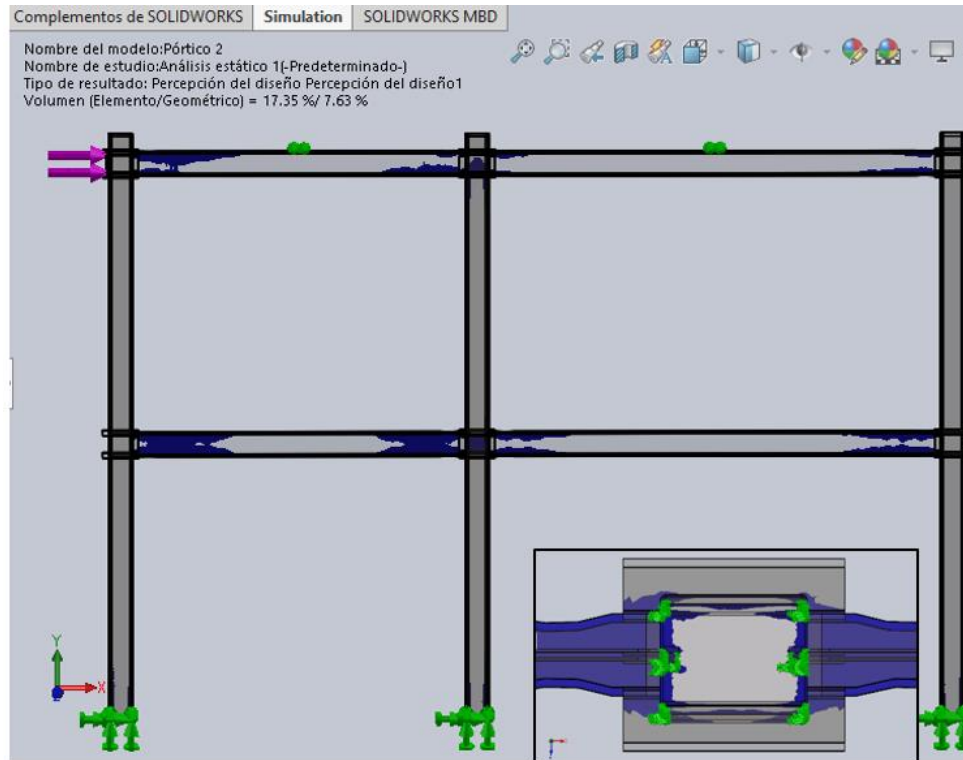 Complementos de SOLIDWORKS Simulation SOLIDWORKS MBD
Nombre del modelo:Pórtico 2
Nombre de estudio:Análisis estático 1(-Predeterminado-)
Tipo de resultado: Percepción del diseño Percepción del diseño1
Volumen (Elemento/Geométrico) = 17.35 %/ 7.63 %
Y
X
Z